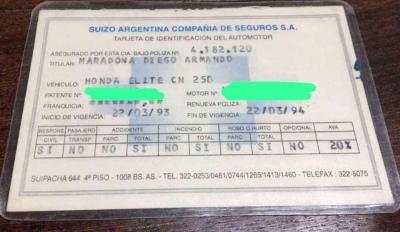 SUIZO ARGENTINA COMPAÑIA DE SEGUROS S.A.
TARJETA DE IDENTIFICACIÓN DEL AUTOMOTOR
ASEGURADO POR ESTA CIA. BAJO POLIZA Nº 4.182.120
TITULAR: MARADONA DIEGO ARMANDO
VEHÍCULO: HONDA ELITE CN 250
PATENTE Nº MOTOR Nº
FRANQUICIA: RENUEVA POLIZA:
INICIO DE VIGENCIA: 22/03/93 FIN DE VIGENCIA: 22/03/94
RESPONS. PASAJERO ACCIDENTE INCENDIO ROBO O HURTO OPCIONAL AVA
CIVIL TRANSP PARC. TOTAL PARC. TOTAL PARC. TOTAL
SI NO NO SI NO SI NO SI NO 20%
SUIPACHA 644 4º PISO - 1008 BS. AS. - TEL. 322-0253/0461/0744/1265/1413/1460 - TELEFAX: 322-5075